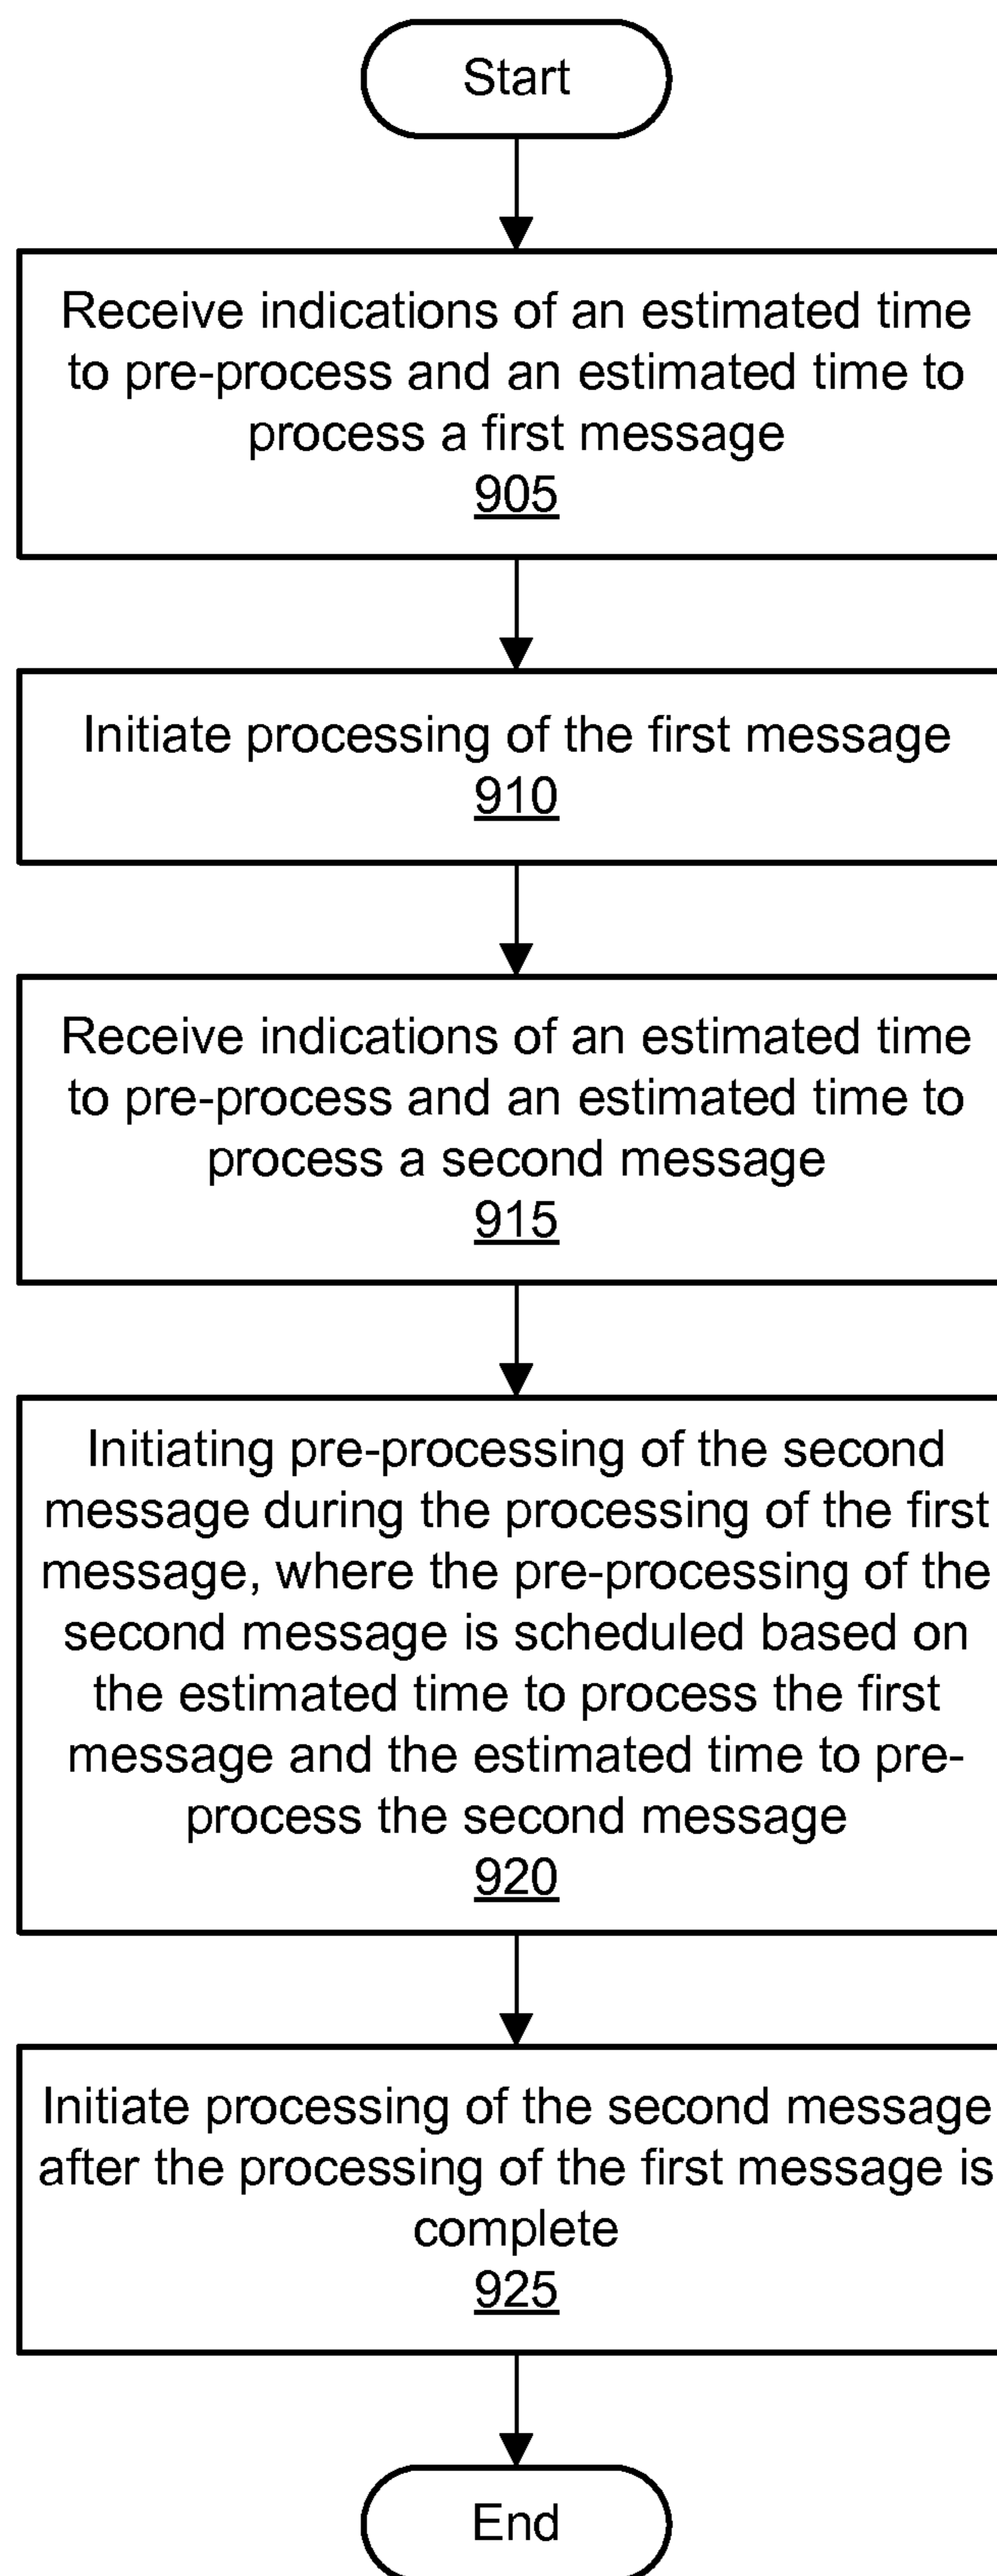 Start
Receive indications of an estimated time
to pre-process and an estimated time to
process a first message
905
Initiate processing of the first message
910
Receive indications of an estimated time
to pre-process and an estimated time to
process a second message
915
Initiating pre-processing of the second
message during the processing of the first
message, where the pre-processing of the
second message is scheduled based on
the estimated time to process the first
message and the estimated time to pre-
process the second message
920
Initiate processing of the second message
after the processing of the first message is
complete
925
End